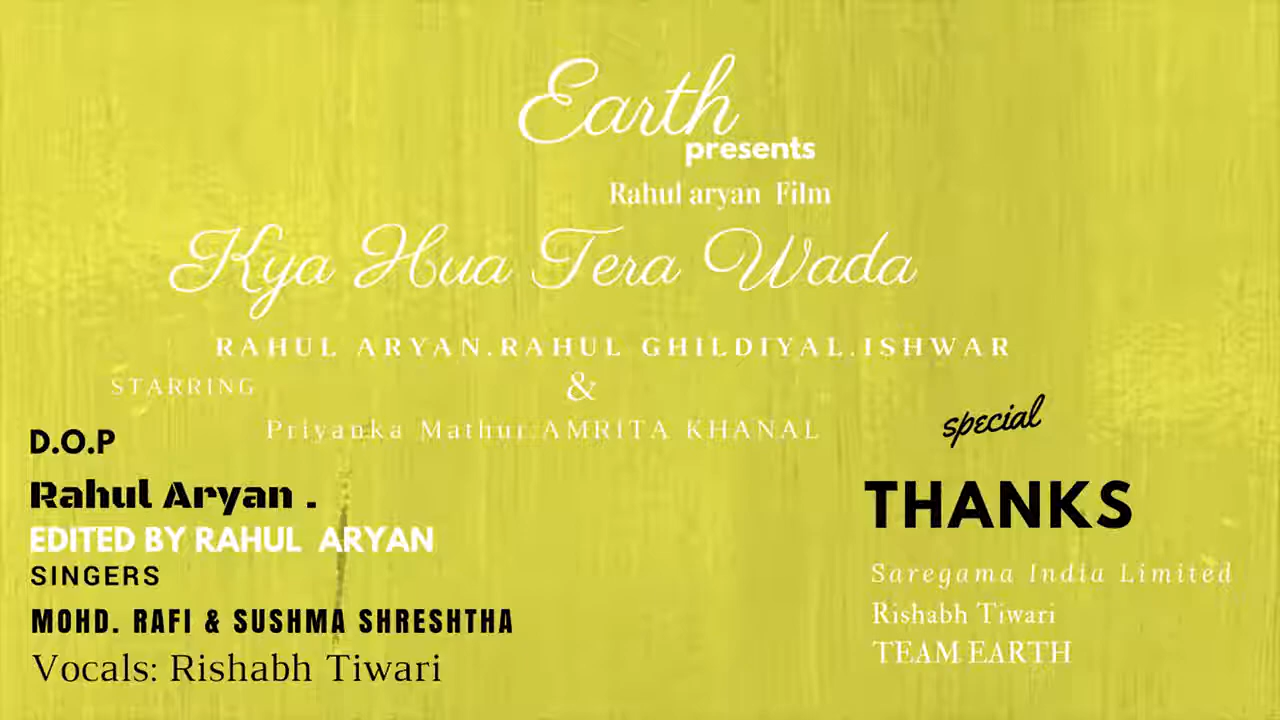 Earth
presents
Rahul aryan Film
Kya Hua Tera Wada
RAHUL ARYAN.RAHUL GHILDIYAL.ISHWAR
STARRING
&
Priyanka Mathur.AMRITA KHANAL
D.O.P
Rahul Aryan .
EDITED BY RAHUL ARYAN
SINGERS
MOHD. RAFI & SUSHMA SHRESHTHA
Vocals: Rishabh Tiwari
special
THANKS
Saregama India Limited
Rishabh Tiwari
TEAM EARTH